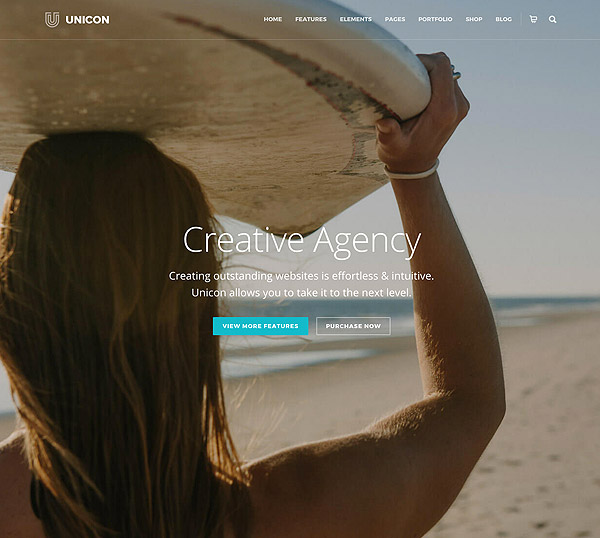 UNICON
HOME FEATURES ELEMENTS PAGES PORTFOLIO SHOP BLOG
Creative Agency
Creating outstanding websites is effortless & intuitive.
Unicon allows you to take it to the next level.
VIEW MORE FEATURES PURCHASE NOW